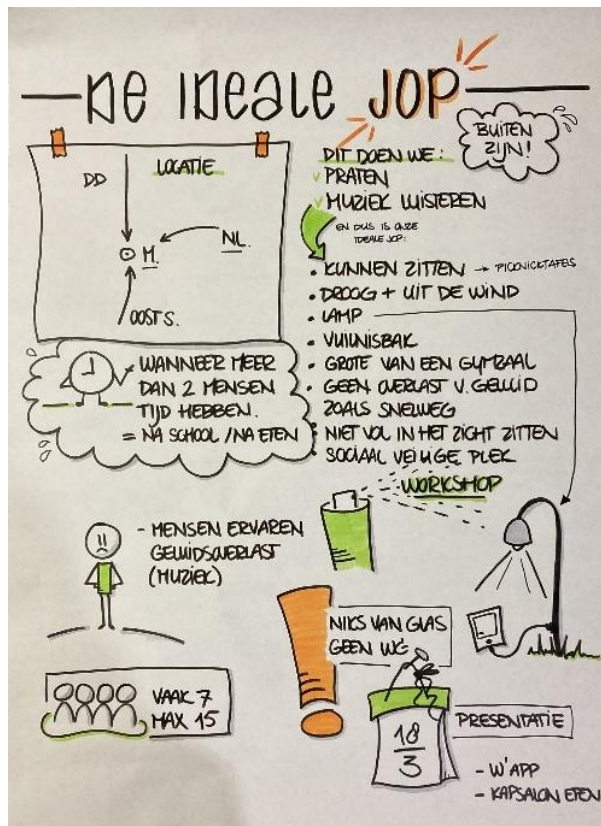 DE IDEALE JOP
BUITEN
ZIJN!
LOCATIE
DD
M.
NL.
OOST S.
DIT DOEN WE:
PRATEN
MUZIEK LUISTEREN
EN DUS IS ONZE
IDEALE JOP:
• KUNNEN ZITTEN → PICKNICKTAFELS
• DROOG + UIT DE WIND
• LAMP
• VUILNISBAK
• GROTE VAN EEN GYMZAAL
• GEEN OVERLAST V. GELUID
ZOALS SNELWEG
• NIET VOL IN HET ZICHT ZITTEN
• SOCIAAL VEILIGE PLEK
WANNEER MEER
DAN 2 MENSEN
TIJD HEBBEN.
= NA SCHOOL / NA ETEN
WORKSHOP
- MENSEN ERVAREN
GELUIDSOVERLAST
(MUZIEK)
NIKS VAN GLAS
GEEN WC
VAAK 7
MAX 15
18
3
PRESENTATIE
- W'APP
- KAPSALON ETEN